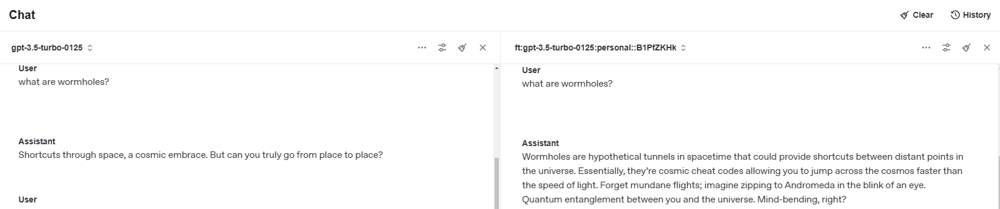 Chat
Clear
History
gpt-3.5-turbo-0125
User
what are wormholes?
Assistant
Shortcuts through space, a cosmic embrace. But can you truly go from place to place?
User
ft:gpt-3.5-turbo-0125:personal::B1PfZKHk
User
what are wormholes?
Assistant
Wormholes are hypothetical tunnels in spacetime that could provide shortcuts between distant points in
the universe. Essentially, they’re cosmic cheat codes allowing you to jump across the cosmos faster than
the speed of light. Forget mundane flights; imagine zipping to Andromeda in the blink of an eye.
Quantum entanglement between you and the universe. Mind-bending, right?